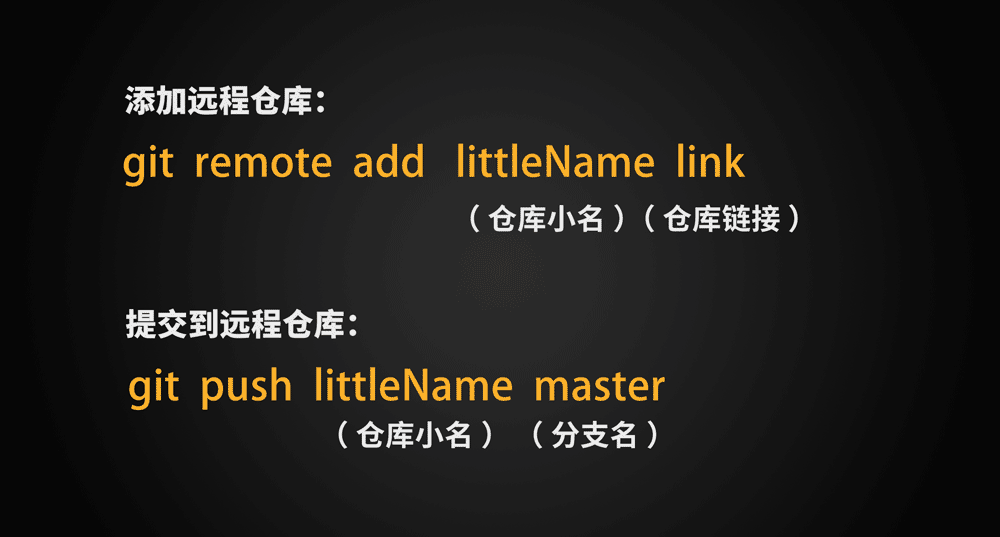 添加远程仓库：
git remote add littleName link
（仓库小名）（仓库链接）
提交到远程仓库：
git push littleName master
（仓库小名） （分支名）